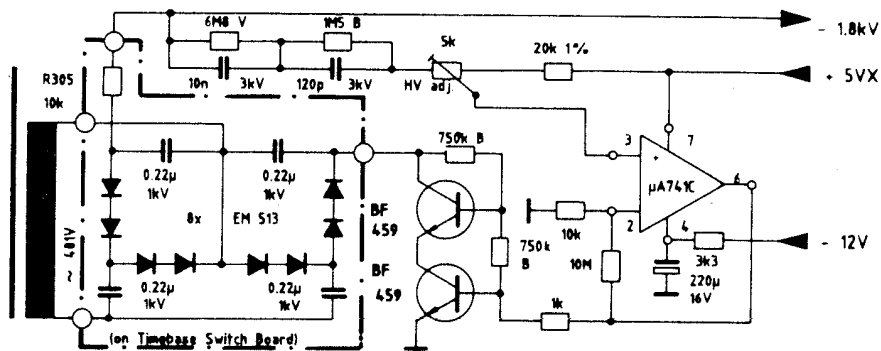 6M8 V
1M5 B
- 1.8kV
5k
20k 1‰
R305
10k
10n
3kV
120p
3kV
HV adj.
+ 5VX
3
7
750k B
+
μA741C
6
0.22μ
1kV
0.22μ
1kV
8x
EM 513
BF
459
2
4
10k
- 12V
~ 481V
750k
B
10M
3k3
BF
459
220μ
16V
0.22μ
1kV
0.22μ
1kV
1k
(on Timebase Switch Board)